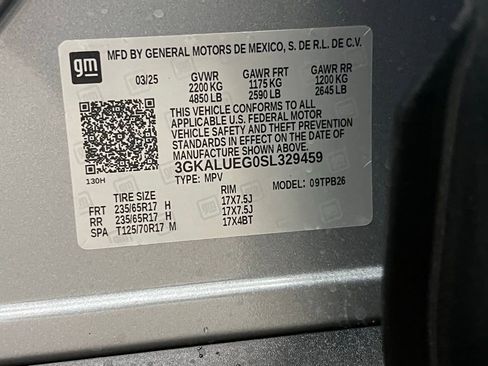 gm
MFD BY GENERAL MOTORS DE MEXICO, S. DE R.L. DE C.V.
03/25 GVWR GAWR FRT GAWR RR
2200 KG 1175 KG 1200 KG
4850 LB 2590 LB 2645 LB
THIS VEHICLE CONFORMS TO ALL
APPLICABLE U.S. FEDERAL MOTOR
VEHICLE SAFETY AND THEFT PREVENTION
STANDARDS IN EFFECT ON THE DATE OF
MANUFACTURE SHOWN ABOVE.
3GKALUEG0SL329459
130H TYPE: MPV MODEL: 09TPB26
TIRE SIZE RIM
FRT 235/65R17 H 17X7.5J
RR 235/65R17 H 17X7.5J
SPA T125/70R17 M 17X4BT